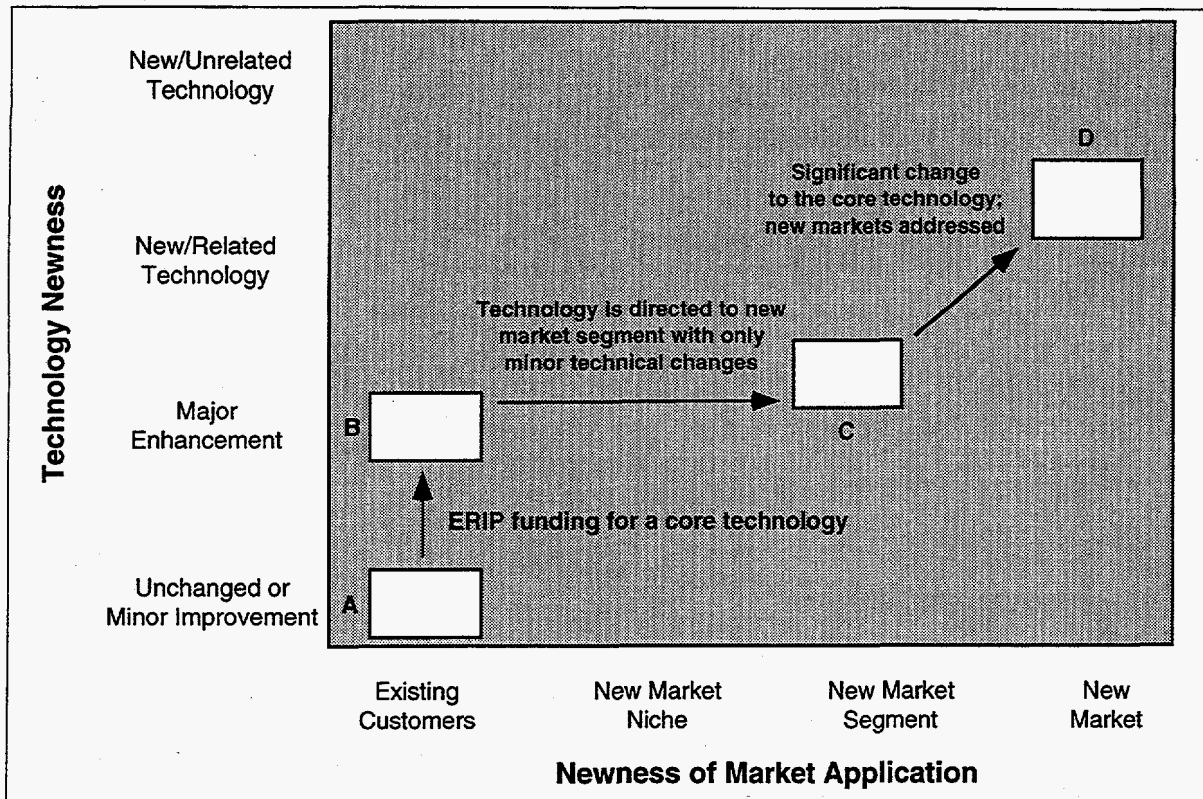 New/Unrelated
Technology
D
Significant change
to the core technology;
new markets addressed
New/Related
Technology
Technology Newness
Technology is directed to new
market segment with only
minor technical changes
Major
Enhancement
B
C
ERIP funding for a core technology
Unchanged or
Minor Improvement
A
Existing
Customers
New Market
Niche
New Market
Segment
New
Market
Newness of Market Application